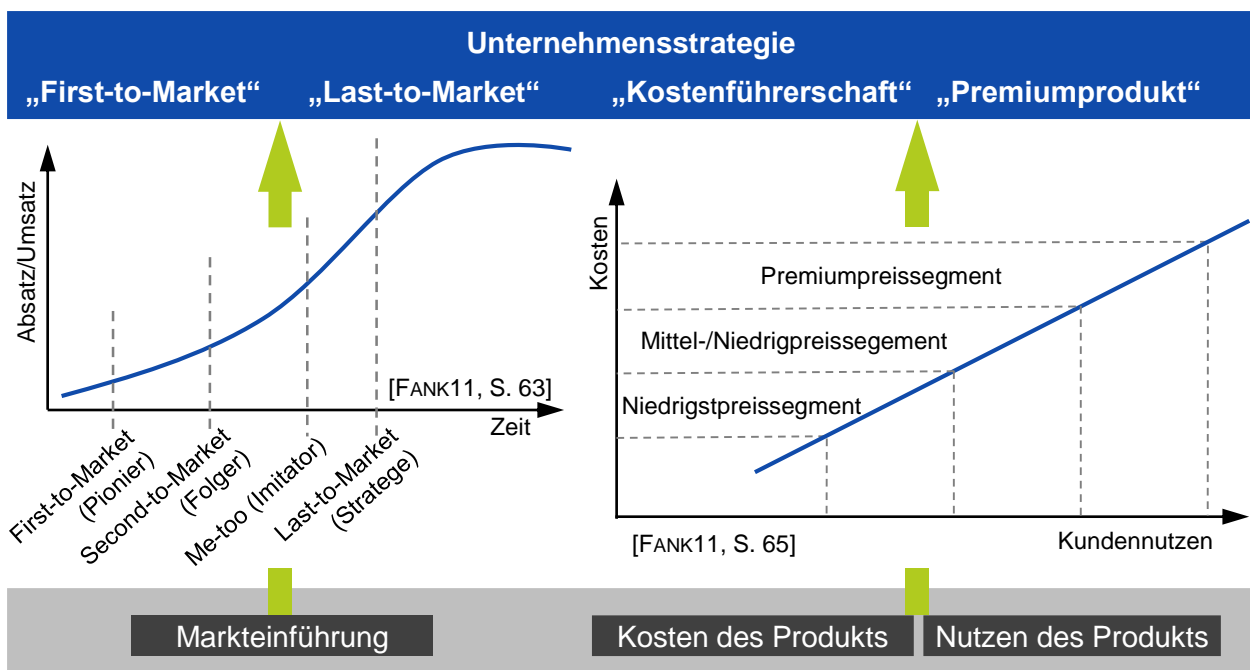 Unternehmensstrategie
„First-to-Market“ „Last-to-Market“ „Kostenführerschaft“ „Premiumprodukt“
Absatz/Umsatz
[FANK11, S. 63]
Zeit
First-to-Market
(Pionier)
Second-to-Market
(Folger)
Me-too (Imitator)
Last-to-Market
(Stratege)
Kosten
Premiumpreissegment
Mittel-/Niedrigpreissegement
Niedrigstpreissegment
[FANK11, S. 65]
Kundennutzen
Markteinführung
Kosten des Produkts
Nutzen des Produkts